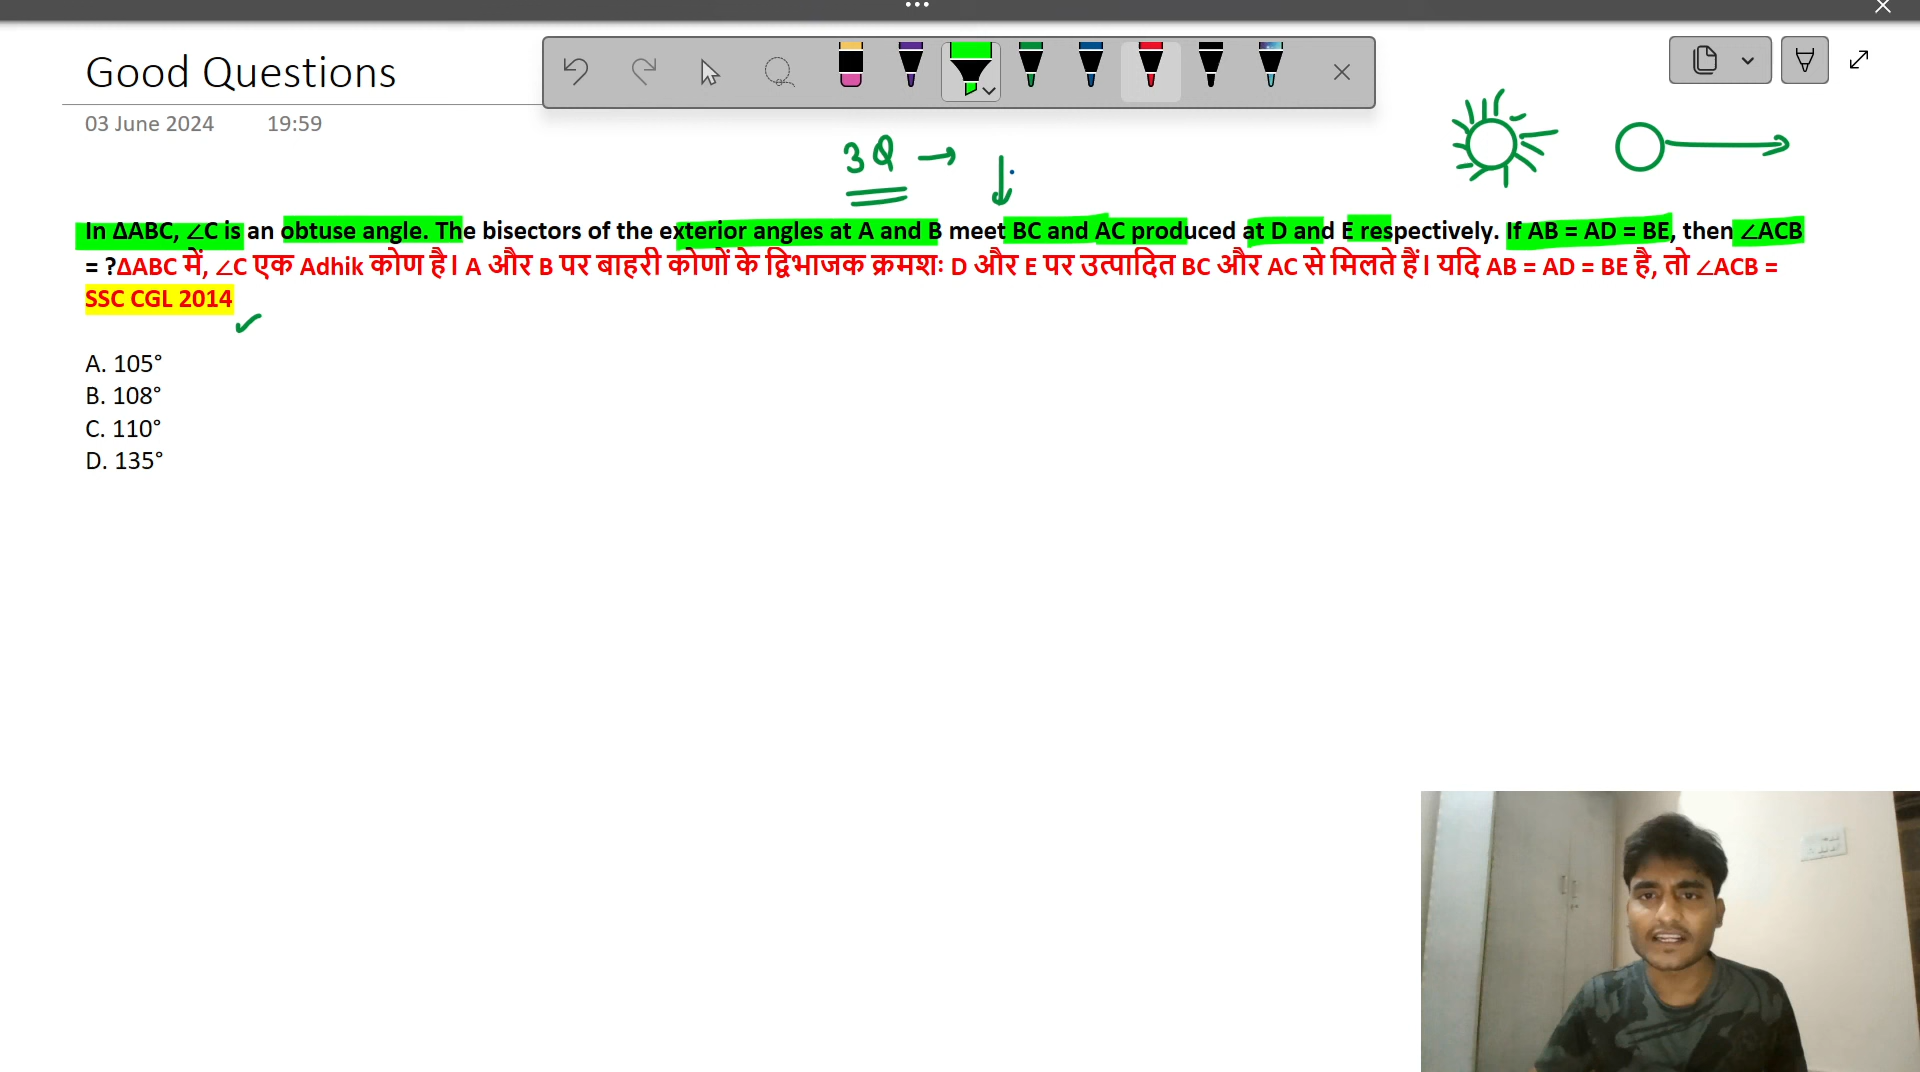 Good Questions
03 June 2024 19:59
3Q →
In ΔABC, ∠C is an obtuse angle. The bisectors of the exterior angles at A and B meet BC and AC produced at D and E respectively. If AB = AD = BE, then ∠ACB
= ?ΔABC में, ∠C एक Adhik कोण है। A और B पर बाहरी कोणों के द्विभाजक क्रमशः D और E पर उत्पादित BC और AC से मिलते हैं। यदि AB = AD = BE है, तो ∠ACB =
SSC CGL 2014
A. 105°
B. 108°
C. 110°
D. 135°